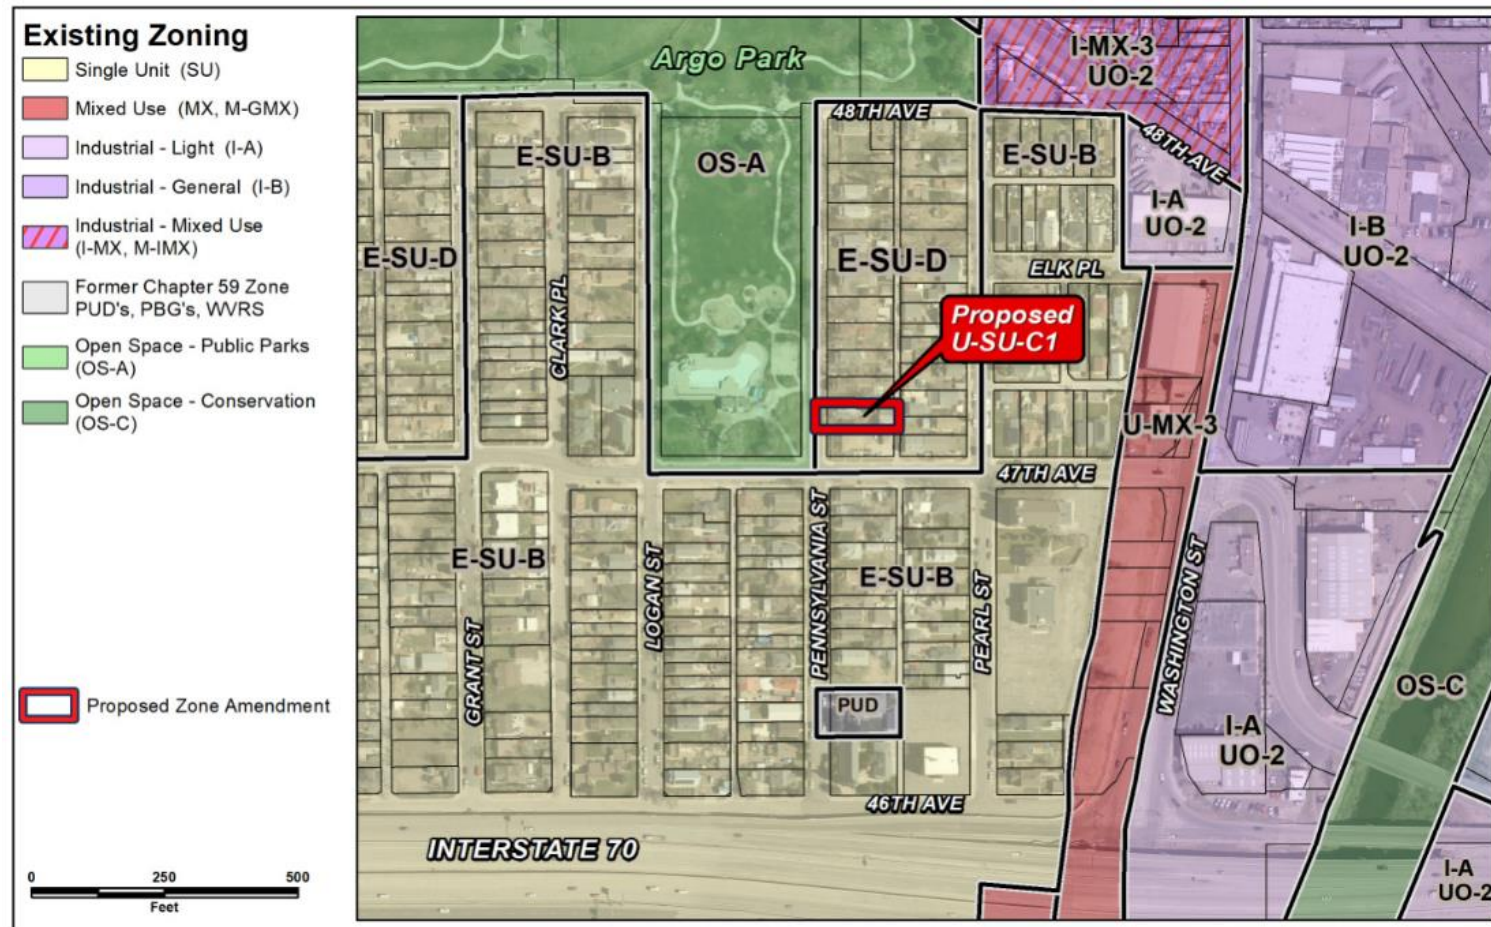 Existing Zoning
Single Unit (SU)
Mixed Use (MX, M-GMX)
Industrial - Light (I-A)
Industrial - General (I-B)
Industrial - Mixed Use
(I-MX, M-IMX)
Former Chapter 59 Zone
PUD's, PBG's, WVRS
Open Space - Public Parks
(OS-A)
Open Space - Conservation
(OS-C)
Proposed Zone Amendment
0 250 500
Feet
Argo Park
I-MX-3
UO-2
48TH AVE
48TH AVE
E-SU-B
OS-A
E-SU-B
I-A
UO-2
I-B
UO-2
E-SU-D
E-SU-D
ELK PL
CLARK PL
Proposed
U-SU-C1
U-MX-3
47TH AVE
E-SU-B
LOGAN ST
PENNSYLVANIA ST
E-SU-B
PEARL ST
WASHINGTON ST
GRANT ST
PUD
OS-C
I-A
UO-2
46TH AVE
INTERSTATE 70
I-A
UO-2